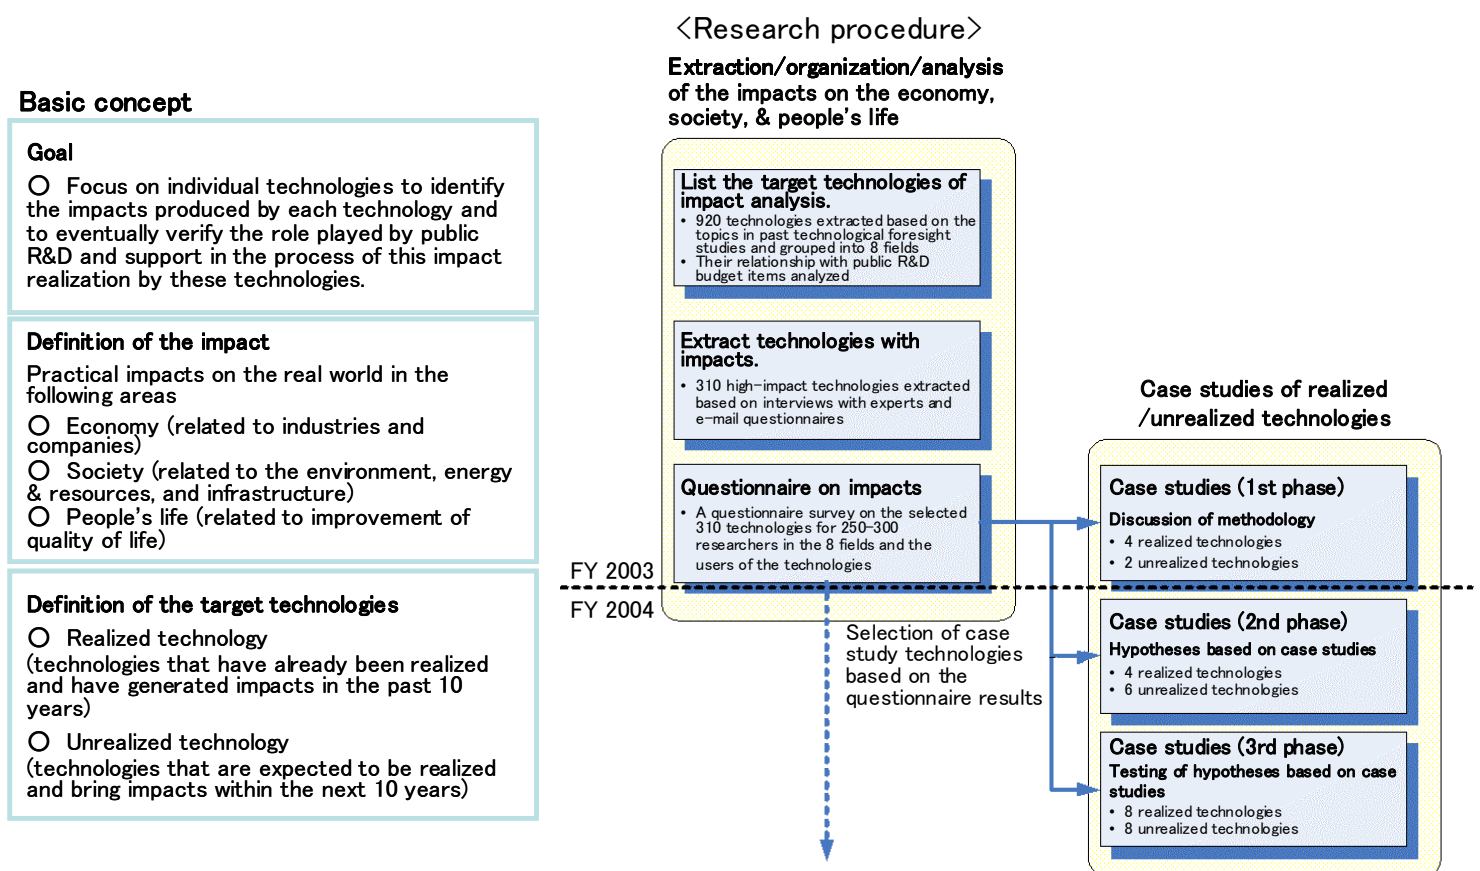 <Research procedure>
Basic concept
Goal
○ Focus on individual technologies to identify
the impacts produced by each technology and
to eventually verify the role played by public
R&D and support in the process of this impact
realization by these technologies.
Definition of the impact
Practical impacts on the real world in the
following areas
○ Economy (related to industries and
companies)
○ Society (related to the environment, energy
& resources, and infrastructure)
○ People's life (related to improvement of
quality of life)
Definition of the target technologies
○ Realized technology
(technologies that have already been realized
and have generated impacts in the past 10
years)
○ Unrealized technology
(technologies that are expected to be realized
and bring impacts within the next 10 years)
Extraction/organization/analysis
of the impacts on the economy,
society, & people's life
List the target technologies of
impact analysis.
• 920 technologies extracted based on the
topics in past technological foresight
studies and grouped into 8 fields
• Their relationship with public R&D
budget items analyzed
Extract technologies with
impacts.
• 310 high-impact technologies extracted
based on interviews with experts and
e-mail questionnaires
Questionnaire on impacts
• A questionnaire survey on the selected
310 technologies for 250-300
researchers in the 8 fields and the
users of the technologies
FY 2003
FY 2004
Selection of case
study technologies
based on the
questionnaire results
Case studies of realized
/unrealized technologies
Case studies (1st phase)
Discussion of methodology
• 4 realized technologies
• 2 unrealized technologies
Case studies (2nd phase)
Hypotheses based on case studies
• 4 realized technologies
• 6 unrealized technologies
Case studies (3rd phase)
Testing of hypotheses based on case
studies
• 8 realized technologies
• 8 unrealized technologies